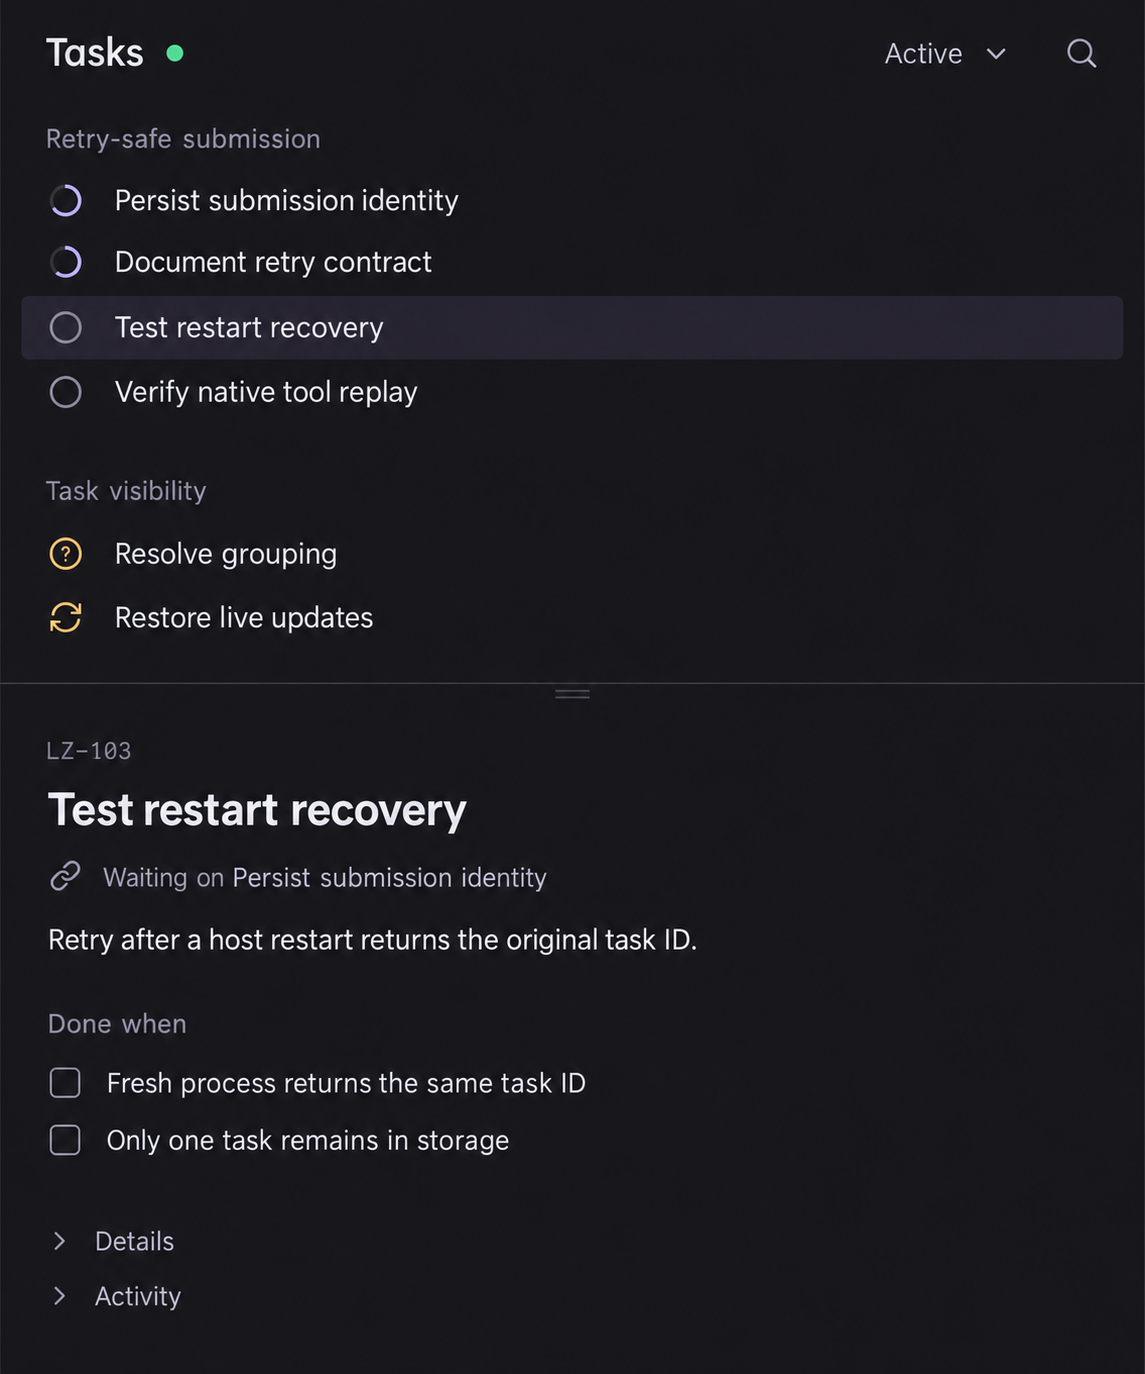 Tasks
Active
Retry-safe submission
Persist submission identity
Document retry contract
Test restart recovery
Verify native tool replay
Task visibility
? Resolve grouping
Restore live updates
LZ-103
Test restart recovery
Waiting on Persist submission identity
Retry after a host restart returns the original task ID.
Done when
Fresh process returns the same task ID
Only one task remains in storage
Details
Activity